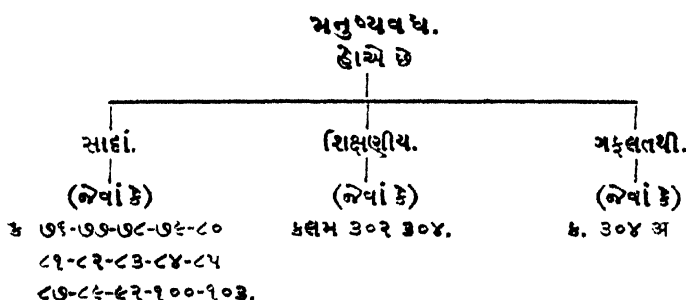 મનુષ્યવધ.
હોએ છે
સાદાં. શિક્ષણીય. ગફલતથી.
(જેવાં કે) (જેવાં કે) (જેવાં કે)
ક ૭૬-૭૭-૭૮-૭૯-૮૦ કલમ ૩૦૨ ૩૦૪. ક. ૩૦૪ અ
૮૧-૮૨-૮૩-૮૪-૮૫
૮૭-૮૯-૯૨-૧૦૦-૧૦૩.